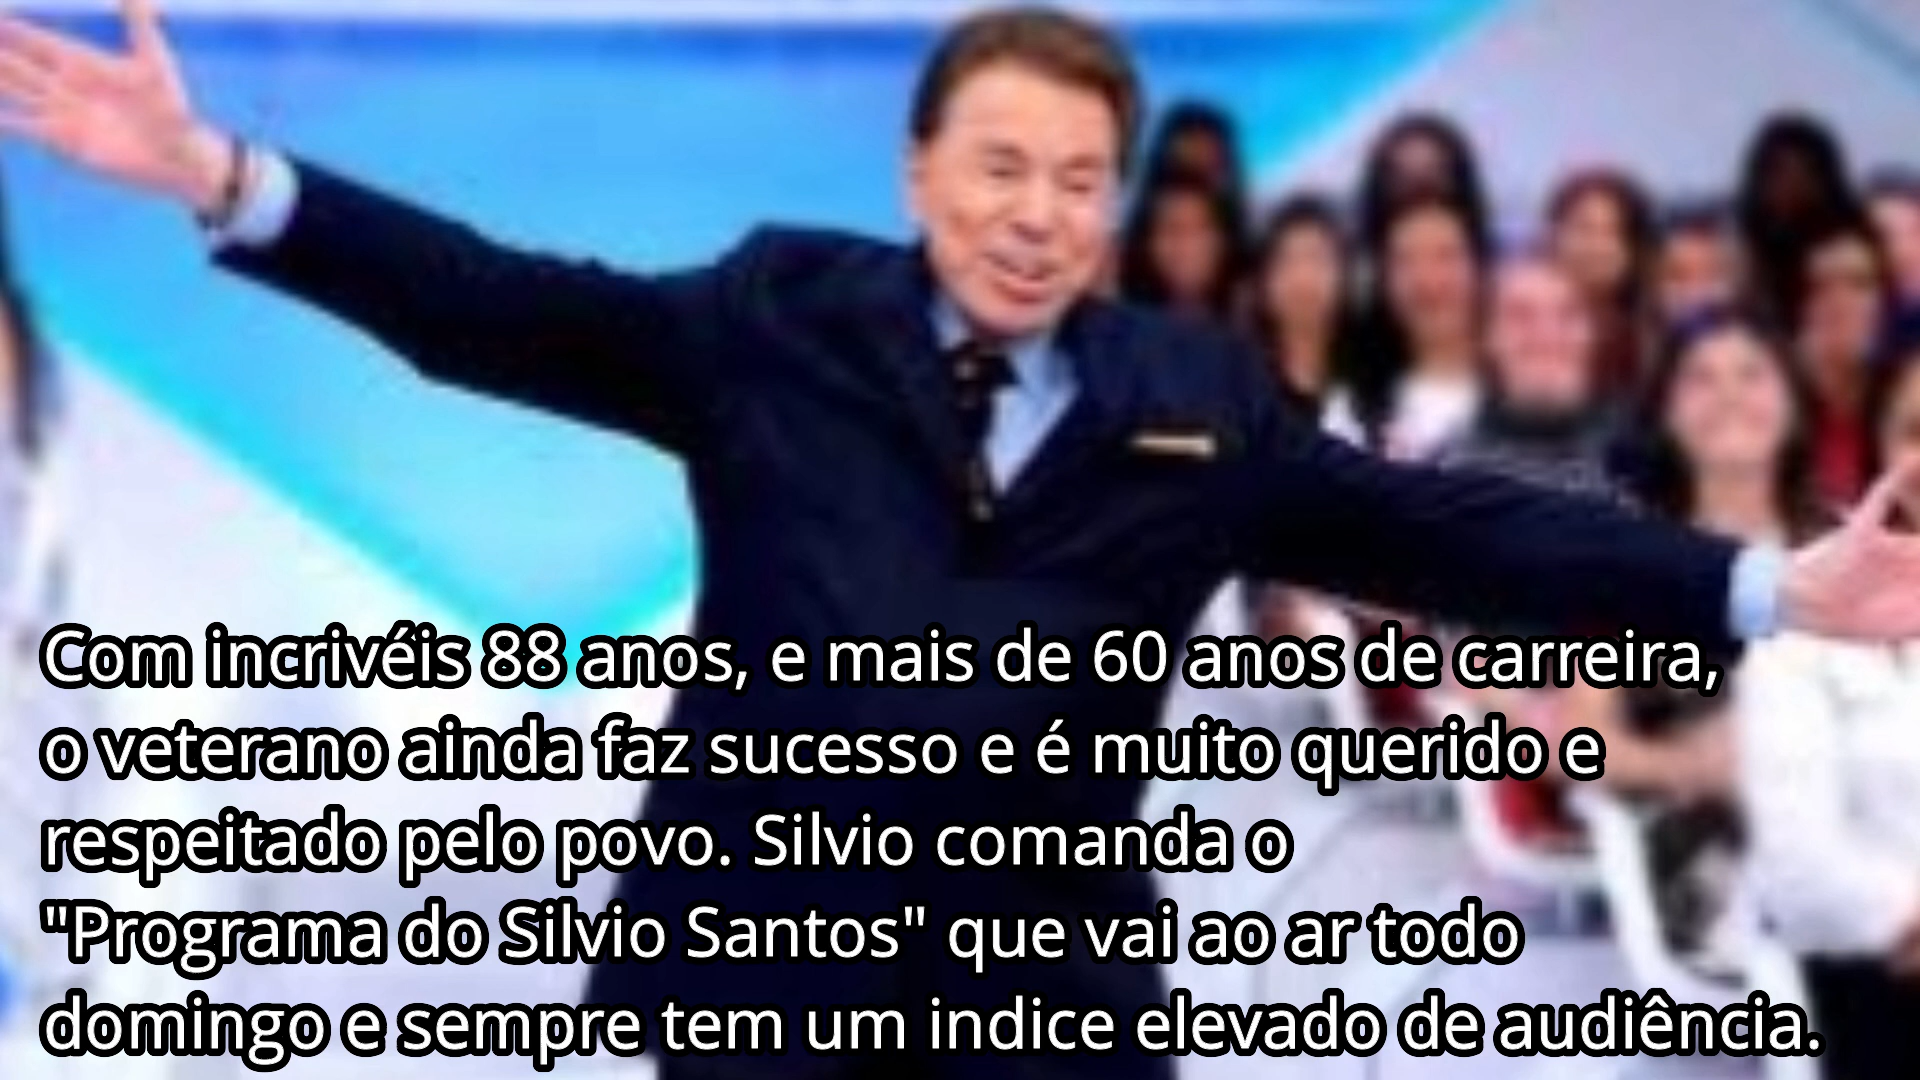 Com incrivéis 88 anos, e mais de 60 anos de carreira,
o veterano ainda faz sucesso e é muito querido e
respeitado pelo povo. Silvio comanda o
"Programa do Silvio Santos" que vai ao ar todo
domingo e sempre tem um indice elevado de audiência.